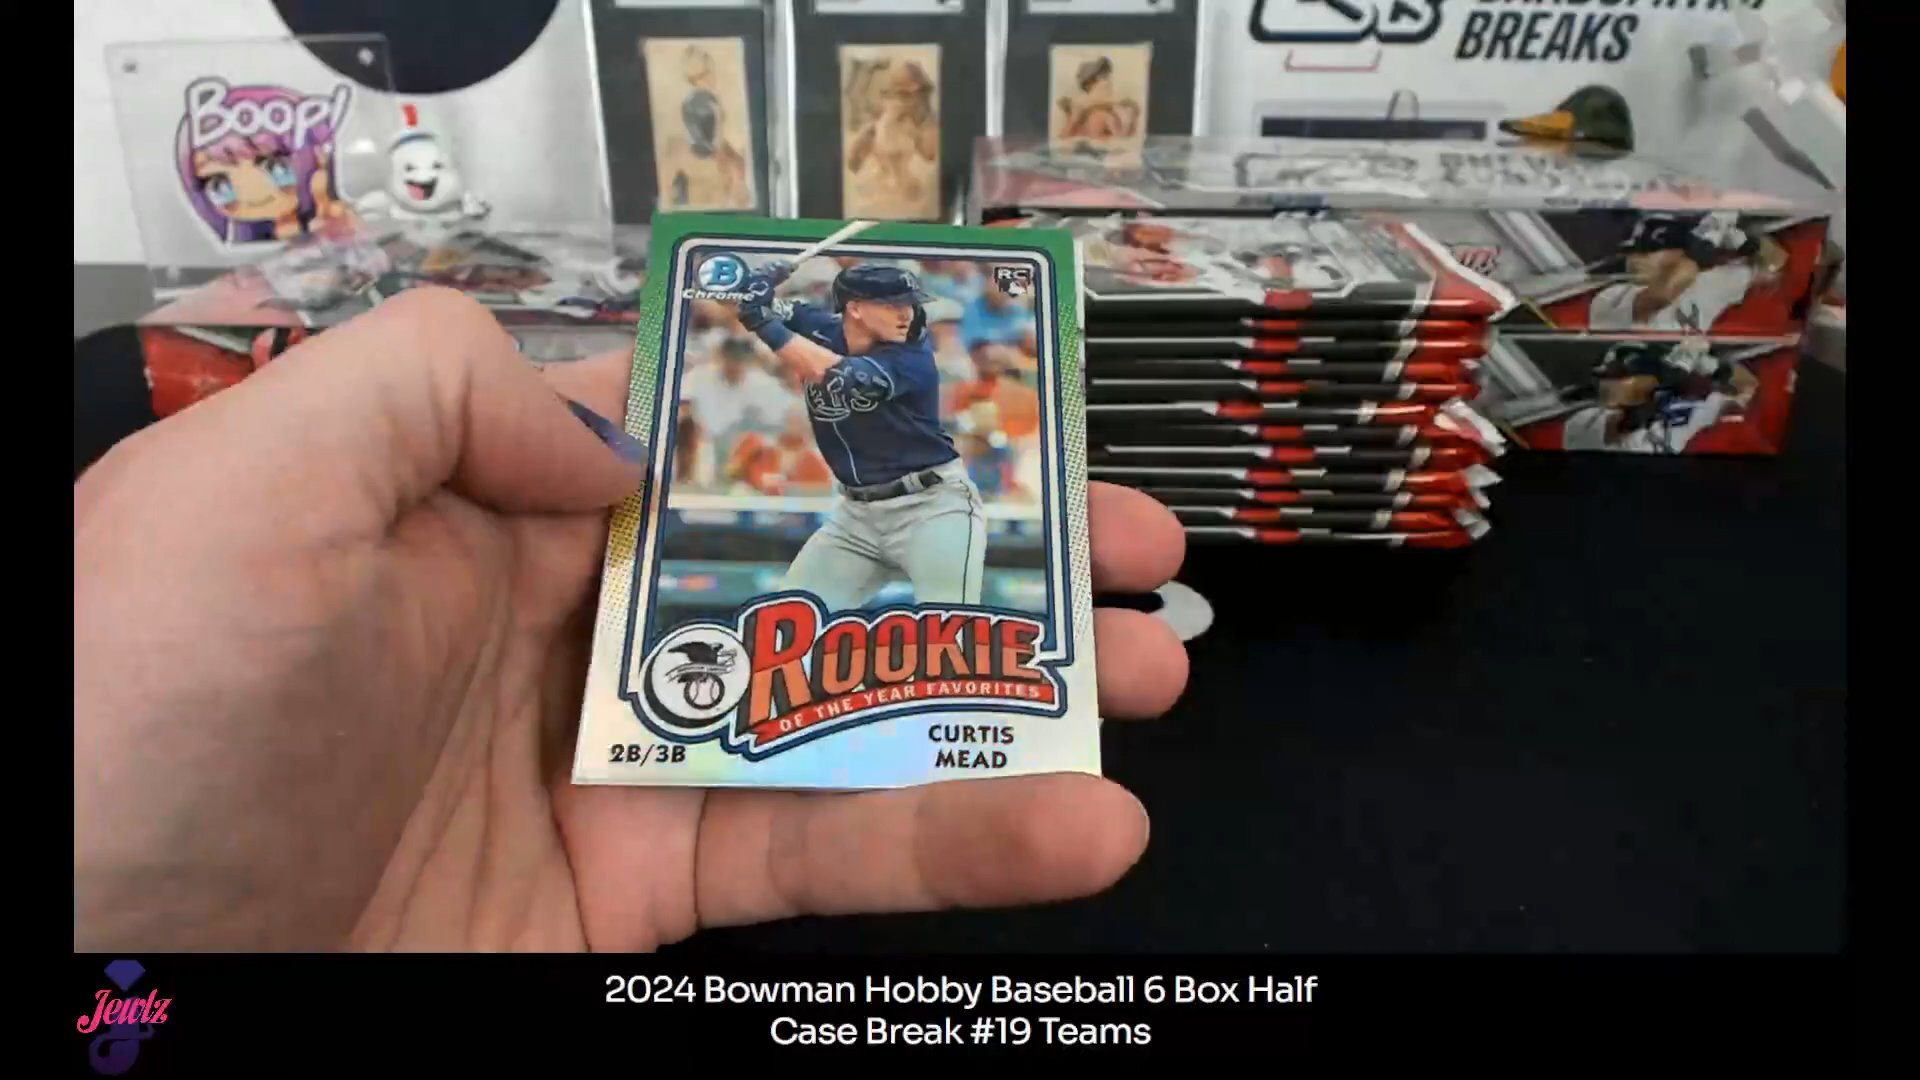 BREAKS
Boop!
B
Chrome
RC
RAYS
ROOKIE
OF THE YEAR FAVORITES
2B/3B
CURTIS
MEAD
Jewlz
2024 Bowman Hobby Baseball 6 Box Half
Case Break #19 Teams